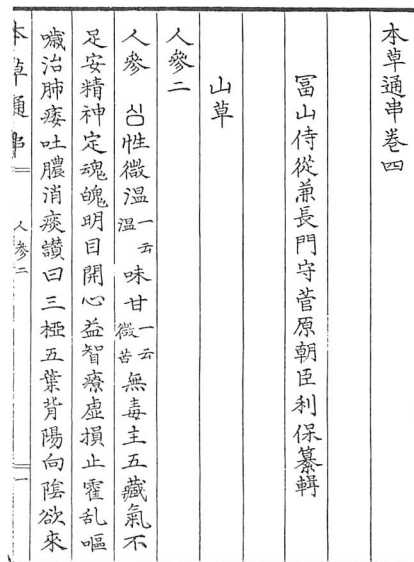 本草通串巻四
冨山侍從兼長門守菅原朝臣利保纂輯
山草
人參二
人參 심性微温一云温味甘一云微苦無毒主五藏氣不
足安精神定魂魄明目開心益智療虚損止霍乱嘔
噦治肺痿吐膿消痰讃曰三椏五葉背陽向陰欲來
本草通串 人參二 一